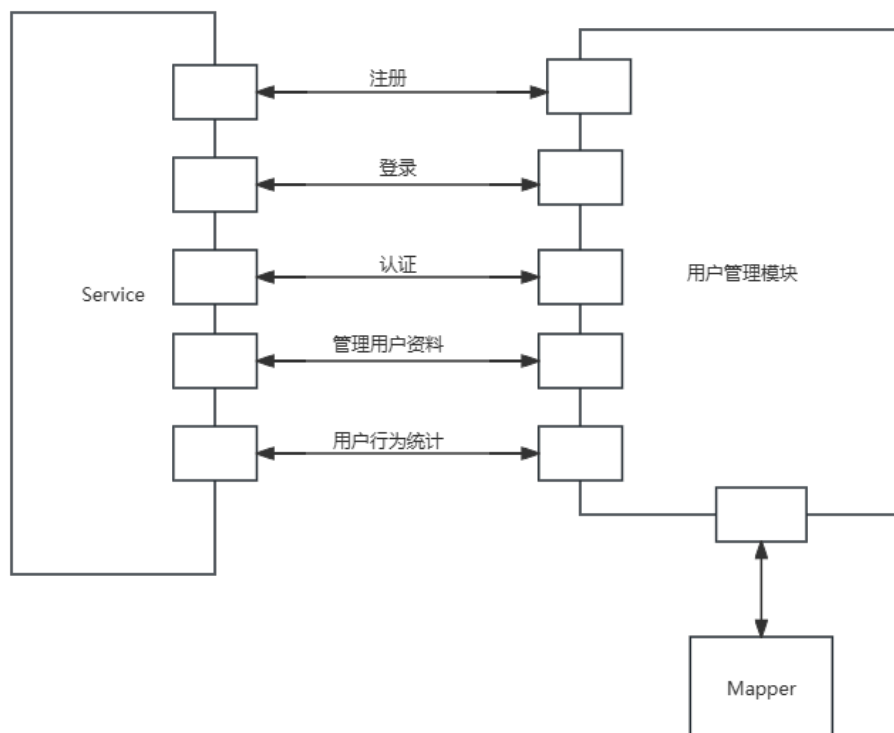 注册
登录
认证
Service
用户管理模块
管理用户资料
用户行为统计
Mapper